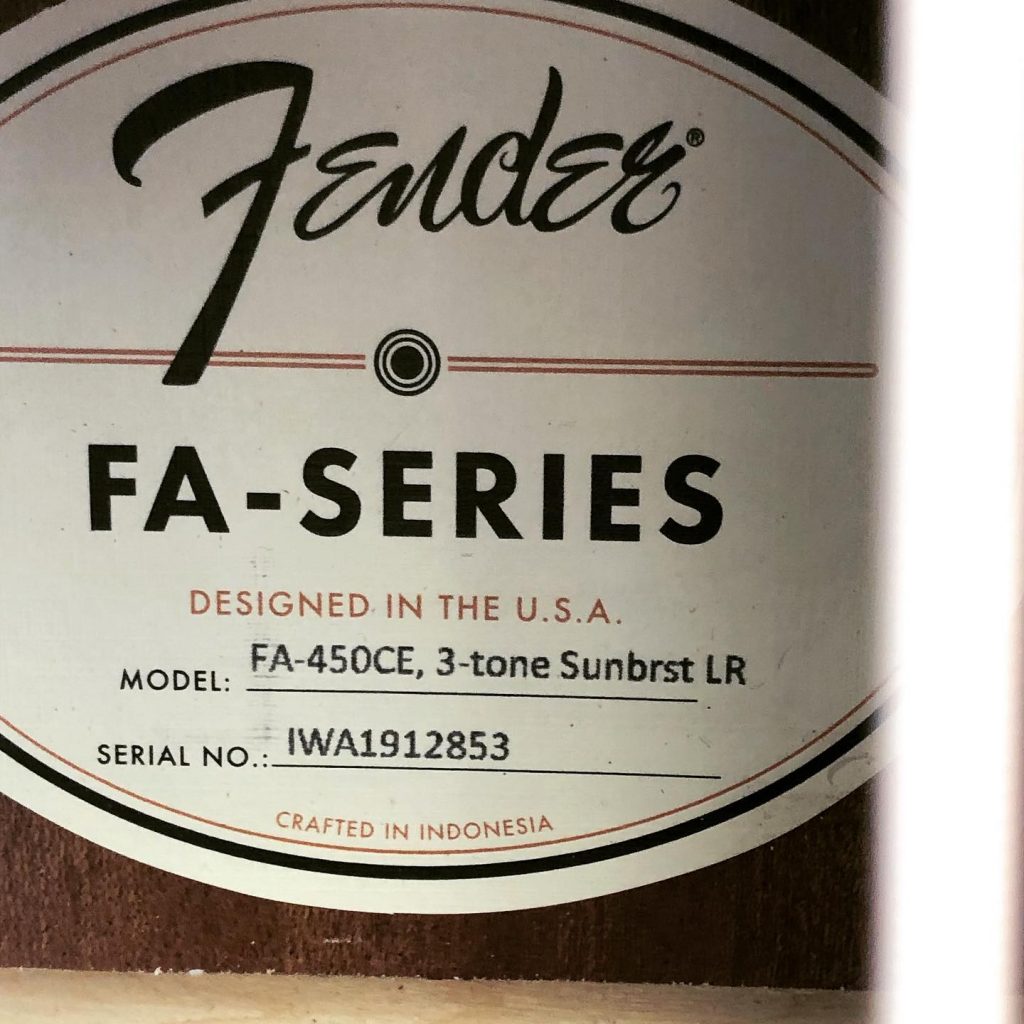 Fender®
FA-SERIES
DESIGNED IN THE U.S.A.
MODEL: FA-450CE, 3-tone Sunbrst LR
SERIAL NO.: IWA1912853
CRAFTED IN INDONESIA